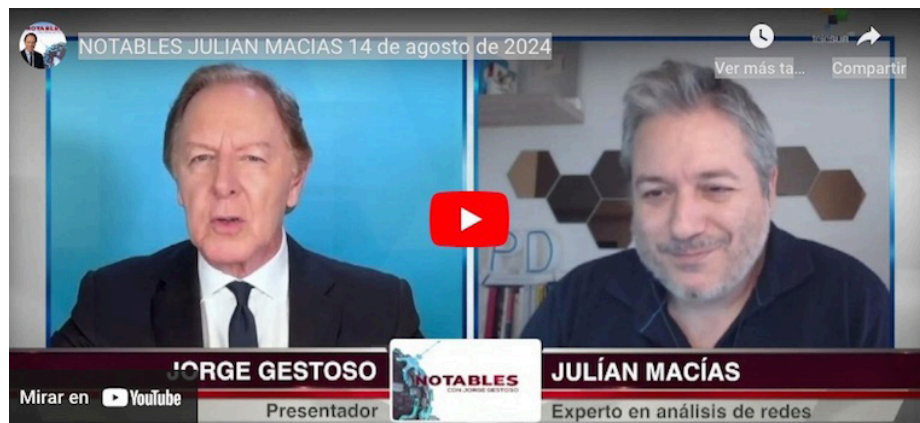 NOTABLES JULIAN MACIAS 14 de agosto de 2024
Ver más ta...
Compartir
PD
JORGE GESTOSO
NOTABLES
CON JORGE GESTOSO
JULÍAN MACÍAS
Mirar en YouTube
Presentador
Experto en análisis de redes